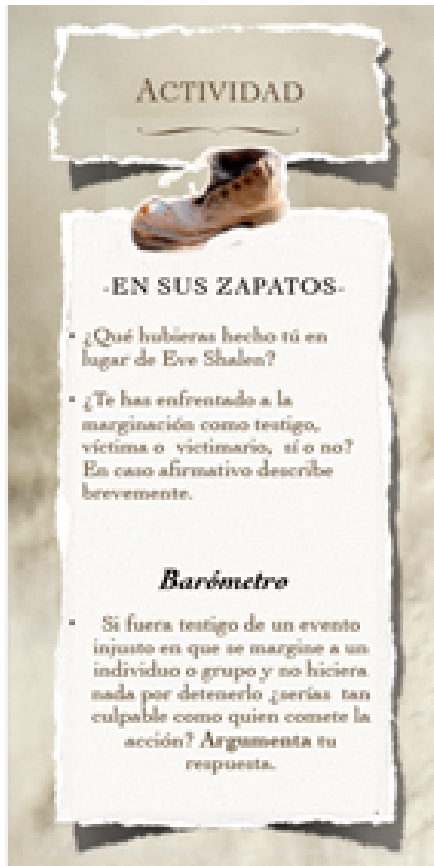 ACTIVIDAD
-EN SUS ZAPATOS-
• ¿Qué hubieras hecho tú en
lugar de Eve Shalen?
• ¿Te has enfrentado a la
marginación como testigo,
víctima o victimario, sí o no?
En caso afirmativo describe
brevemente.
Barómetro
• Si fuera testigo de un evento
injusto en que se margine a un
individuo o grupo y no hiciera
nada por detenerlo ¿serías tan
culpable como quien comete la
acción? Argumenta tu
respuesta.